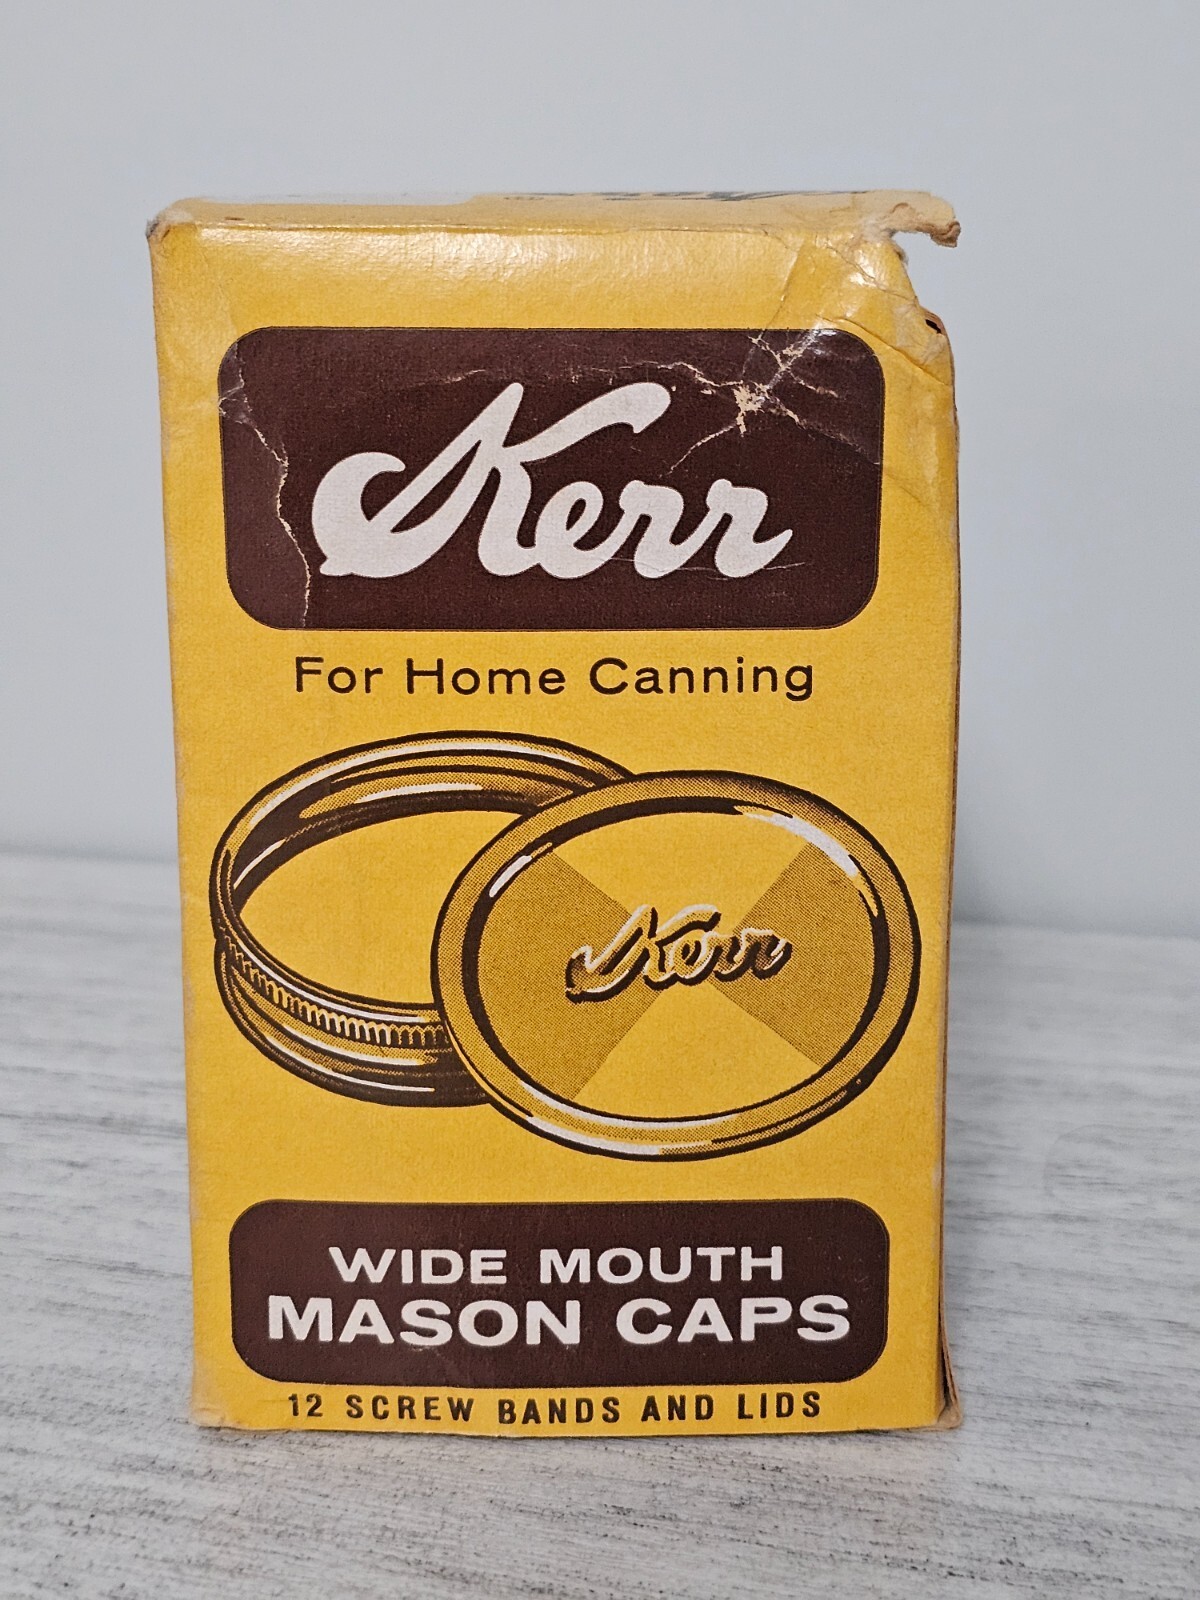 Kerr
For Home Canning
Kerr
WIDE MOUTH
MASON CAPS
12 SCREW BANDS AND LIDS